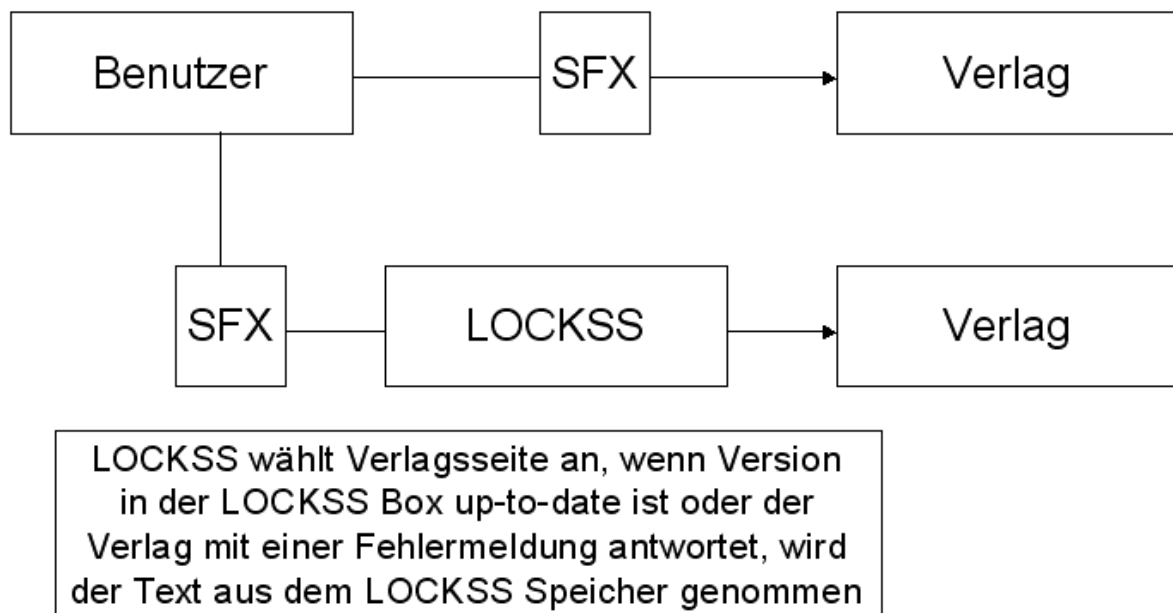 Benutzer
SFX
Verlag
SFX
LOCKSS
Verlag
LOCKSS wählt Verlagsseite an, wenn Version
in der LOCKSS Box up-to-date ist oder der
Verlag mit einer Fehlermeldung antwortet, wird
der Text aus dem LOCKSS Speicher genommen